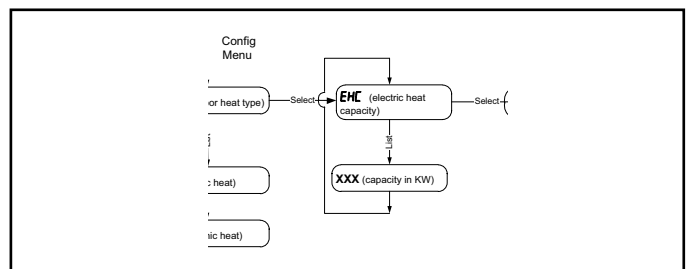 Config
Menu
or heat type)
Select
EHC (electric heat
capacity)
Select
List
XXX (capacity in KW)
c heat)
ic heat)